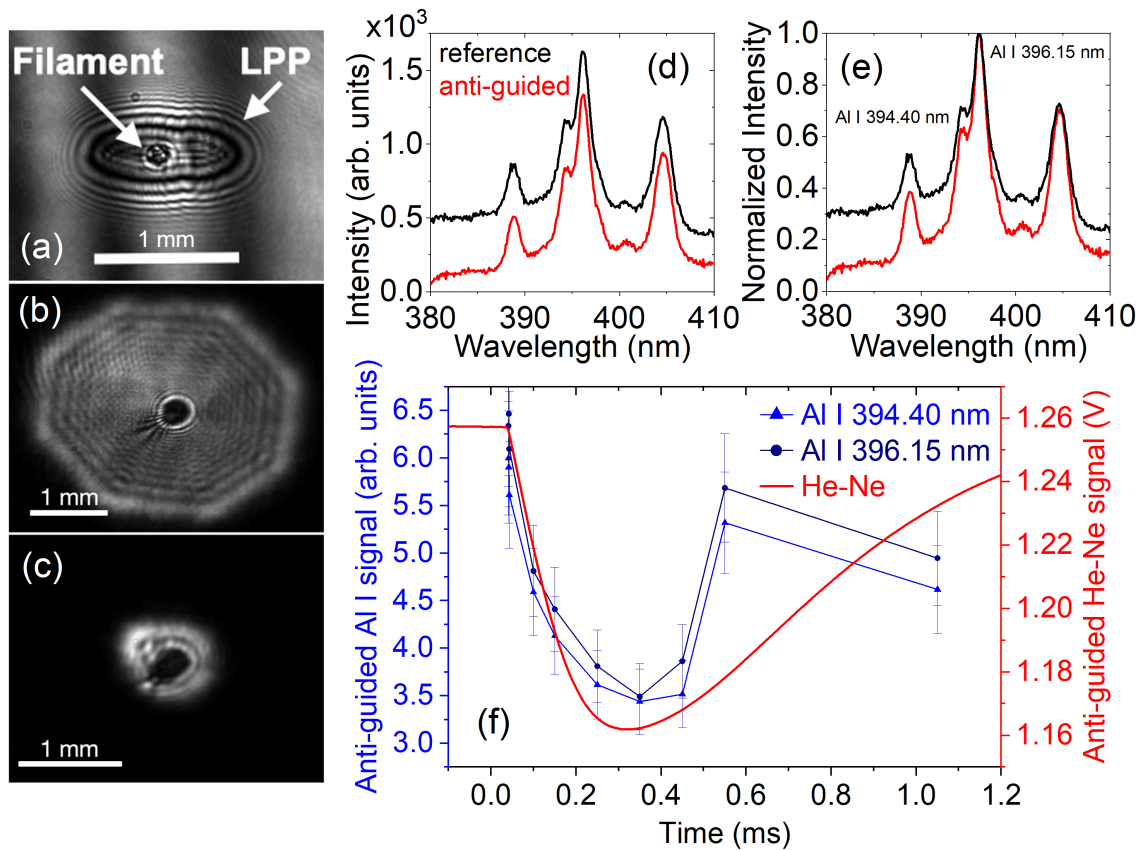 Filament LPP
1 mm
(a)
(b)
1 mm
(c)
1 mm
×10³
reference
anti-guided
(d)
1.5
1.0
0.5
0.0
380 390 400 410
Wavelength (nm)
Intensity (arb. units)
(e)
Al I 396.15 nm
Al I 394.40 nm
1.0
0.8
0.6
0.4
0.2
0.0
380 390 400 410
Wavelength (nm)
Normalized Intensity
Al I 394.40 nm
Al I 396.15 nm
He-Ne
(f)
6.5
6.0
5.5
5.0
4.5
4.0
3.5
3.0
Anti-guided Al I signal (arb. units)
1.26
1.24
1.22
1.20
1.18
1.16
Anti-guided He-Ne signal (V)
0.0 0.2 0.4 0.6 0.8 1.0 1.2
Time (ms)